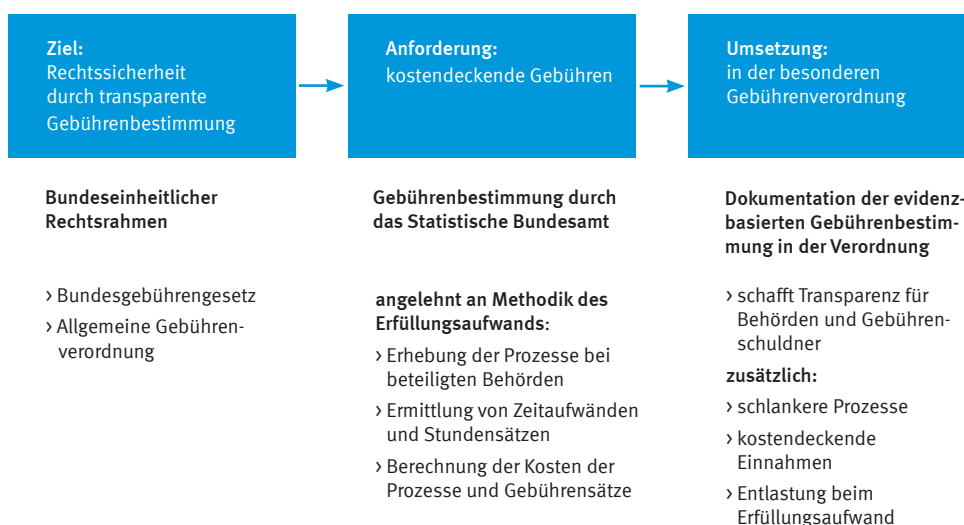 Ziel:
Rechtssicherheit
durch transparente
Gebührenbestimmung
Anforderung:
kostendeckende Gebühren
Umsetzung:
in der besonderen
Gebührenverordnung
Bundeseinheitlicher
Rechtsrahmen
> Bundesgebührengesetz
> Allgemeine Gebühren-
verordnung
Gebührenbestimmung durch
das Statistische Bundesamt
angelehnt an Methodik des
Erfüllungsaufwands:
> Erhebung der Prozesse bei
beteiligten Behörden
> Ermittlung von Zeitaufwänden
und Stundensätzen
> Berechnung der Kosten der
Prozesse und Gebührensätze
Dokumentation der evidenz-
basierten Gebührenbestim-
mung in der Verordnung
> schafft Transparenz für
Behörden und Gebühren-
schuldner
zusätzlich:
> schlankere Prozesse
> kostendeckende
Einnahmen
> Entlastung beim
Erfüllungsaufwand